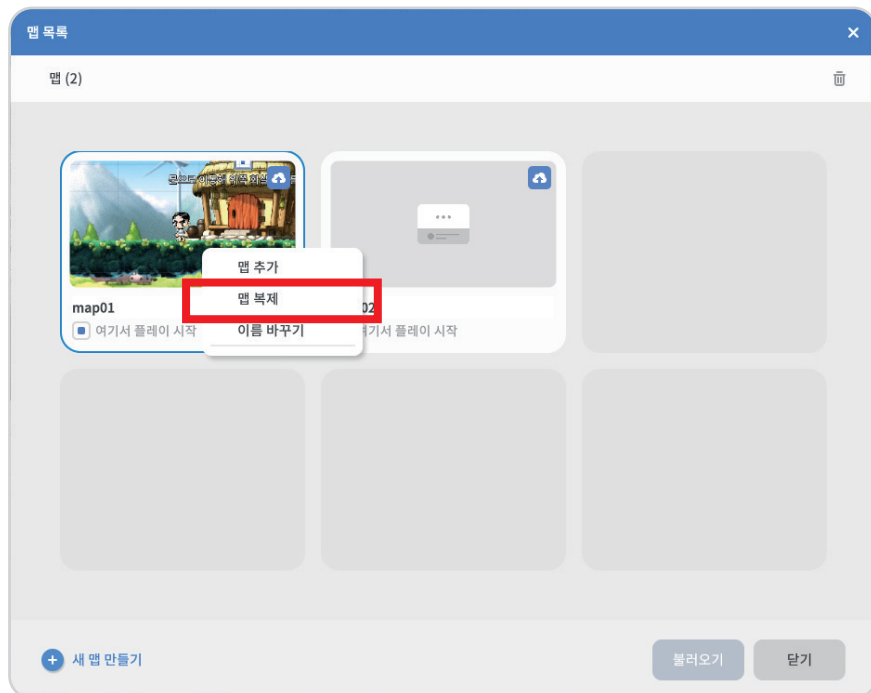 맵 목록
맵 (2)
맵 추가
맵 복제
이름 바꾸기
map01
여기서 플레이 시작
02
여기서 플레이 시작
새 맵 만들기
불러오기
닫기